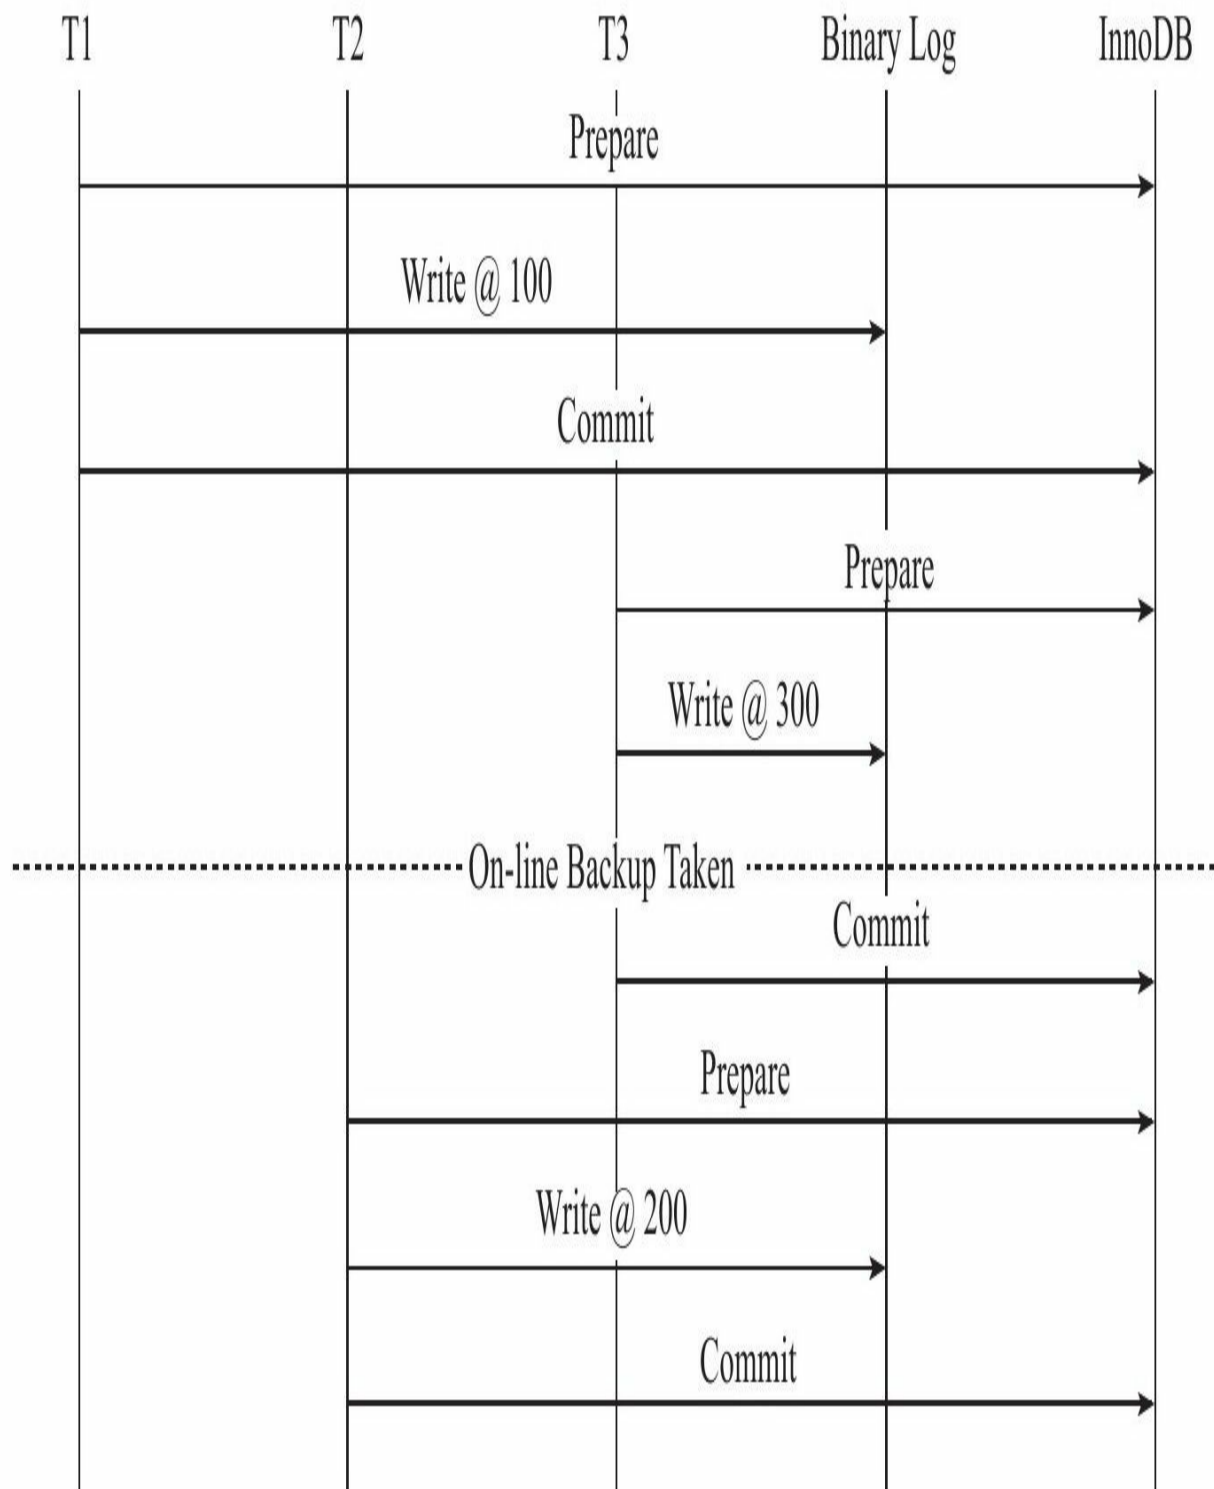 T1 T2 T3 Binary Log InnoDB
Prepare
Write @ 100
Commit
Prepare
Write @ 300
On-line Backup Taken
Commit
Prepare
Write @ 200
Commit